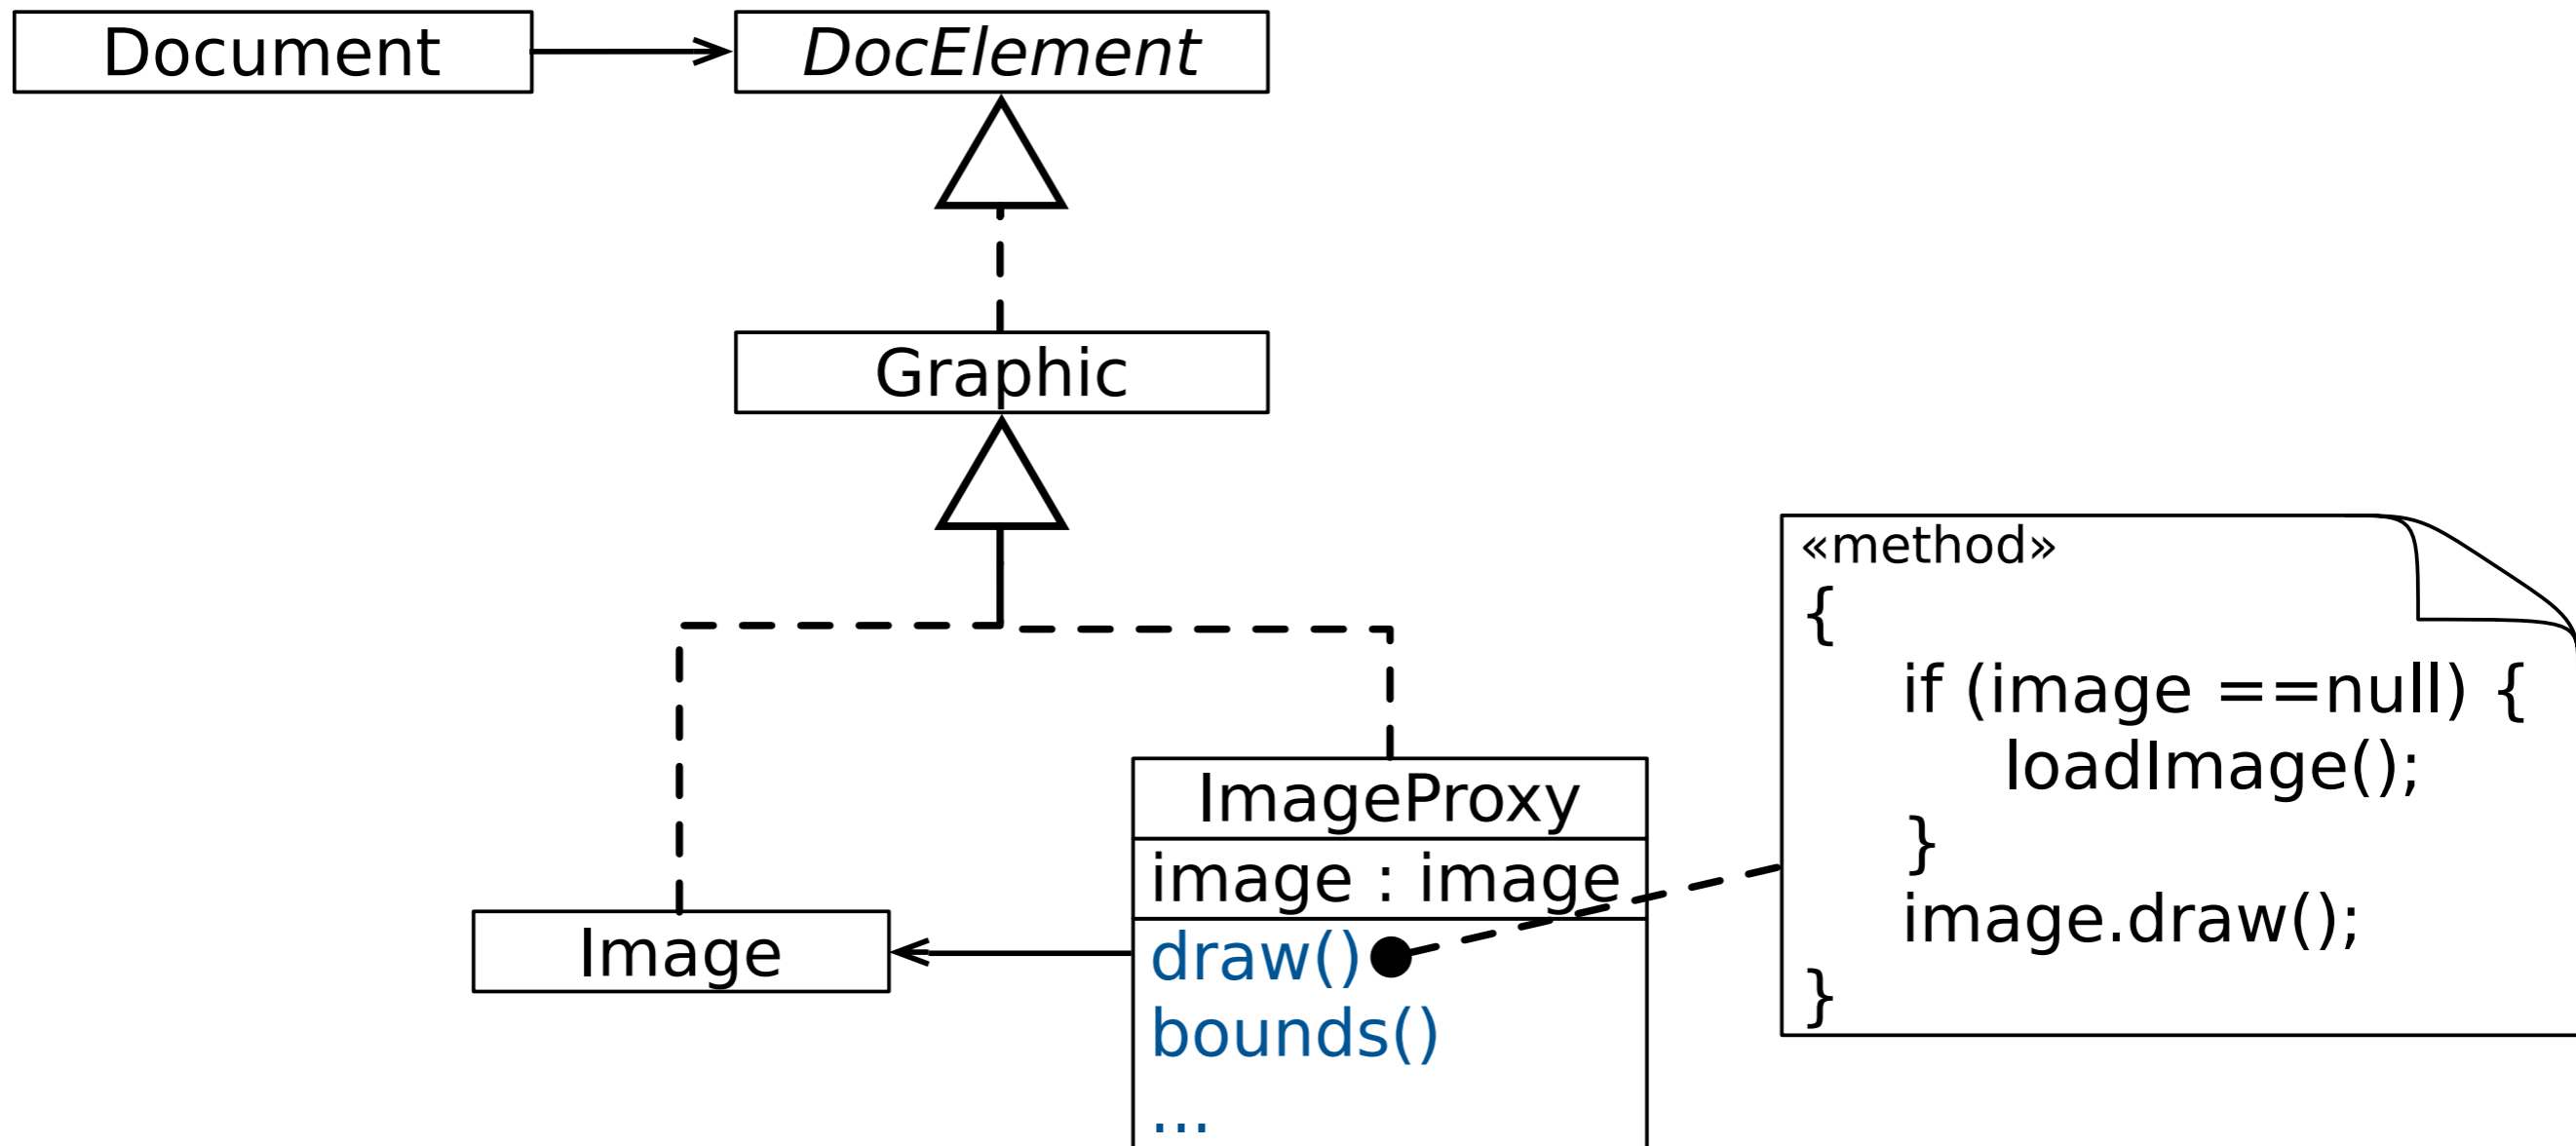 Document
DocElement
Graphic
«method»
{
if (image ==null) {
loadImage();
}
image.draw();
}
ImageProxy
image : image
draw()
bounds()
...
Image